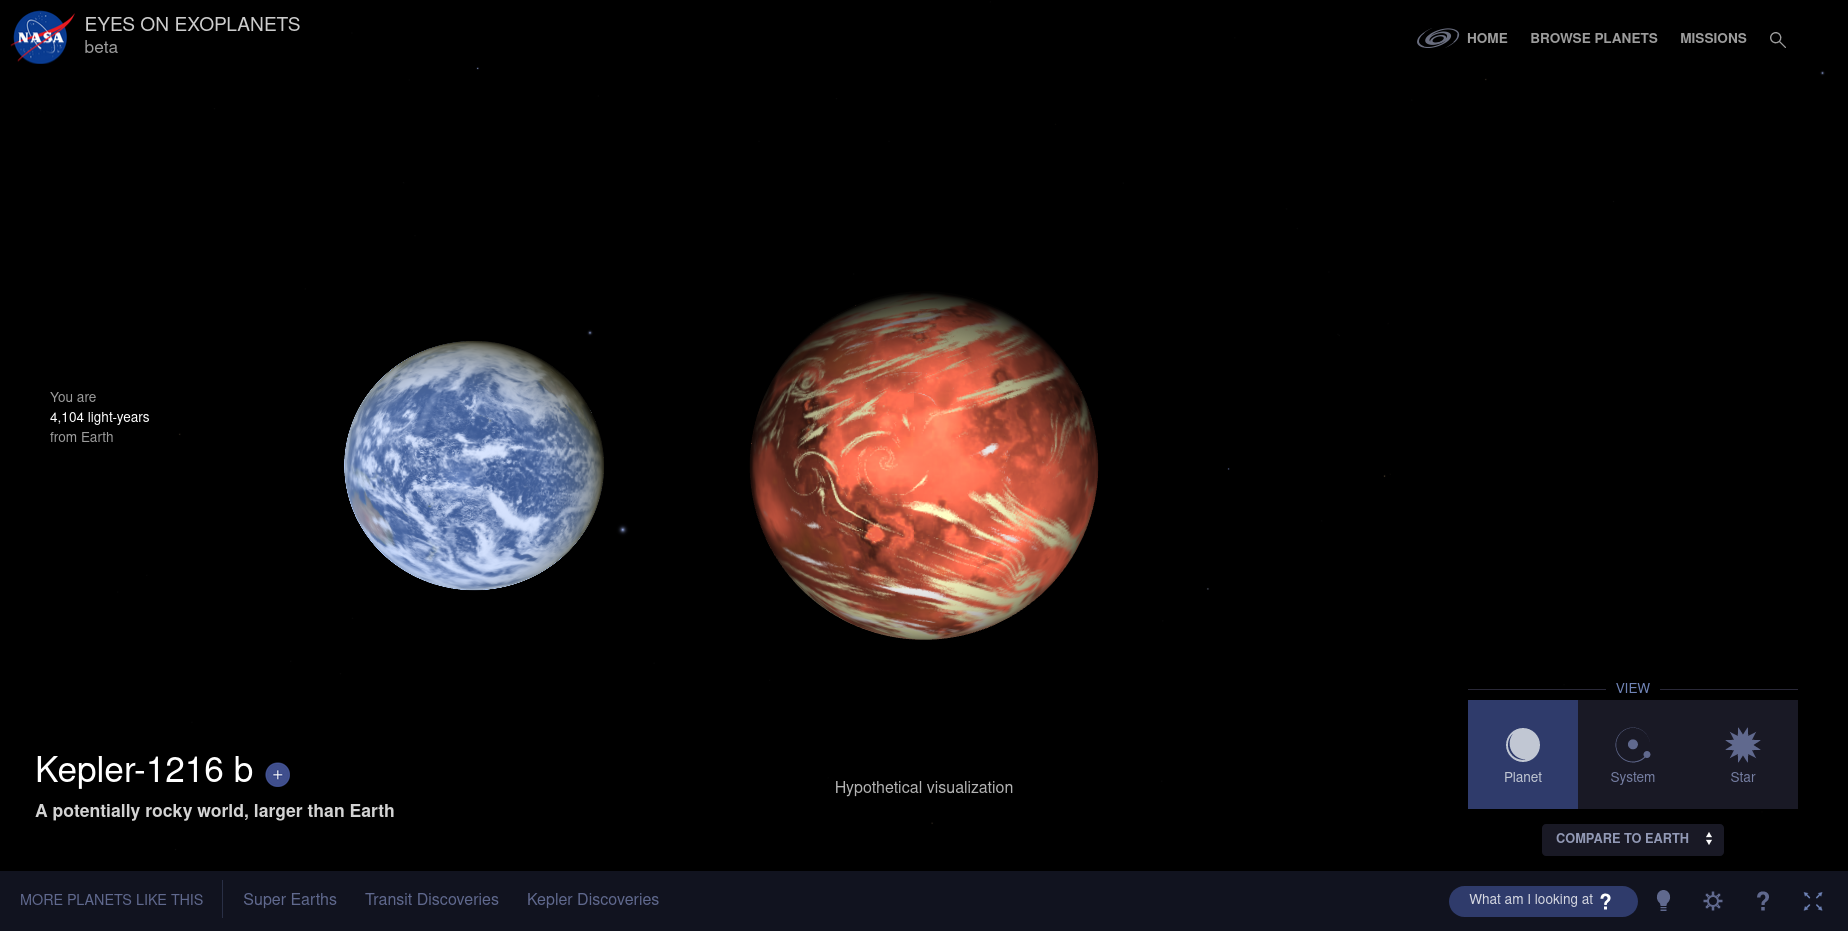 NASA
EYES ON EXOPLANETS
beta
HOME
BROWSE PLANETS
MISSIONS
You are
4,104 light-years
from Earth
VIEW
Planet
System
Star
COMPARE TO EARTH
Kepler-1216 b +
A potentially rocky world, larger than Earth
Hypothetical visualization
MORE PLANETS LIKE THIS
Super Earths
Transit Discoveries
Kepler Discoveries
What am I looking at ?
?